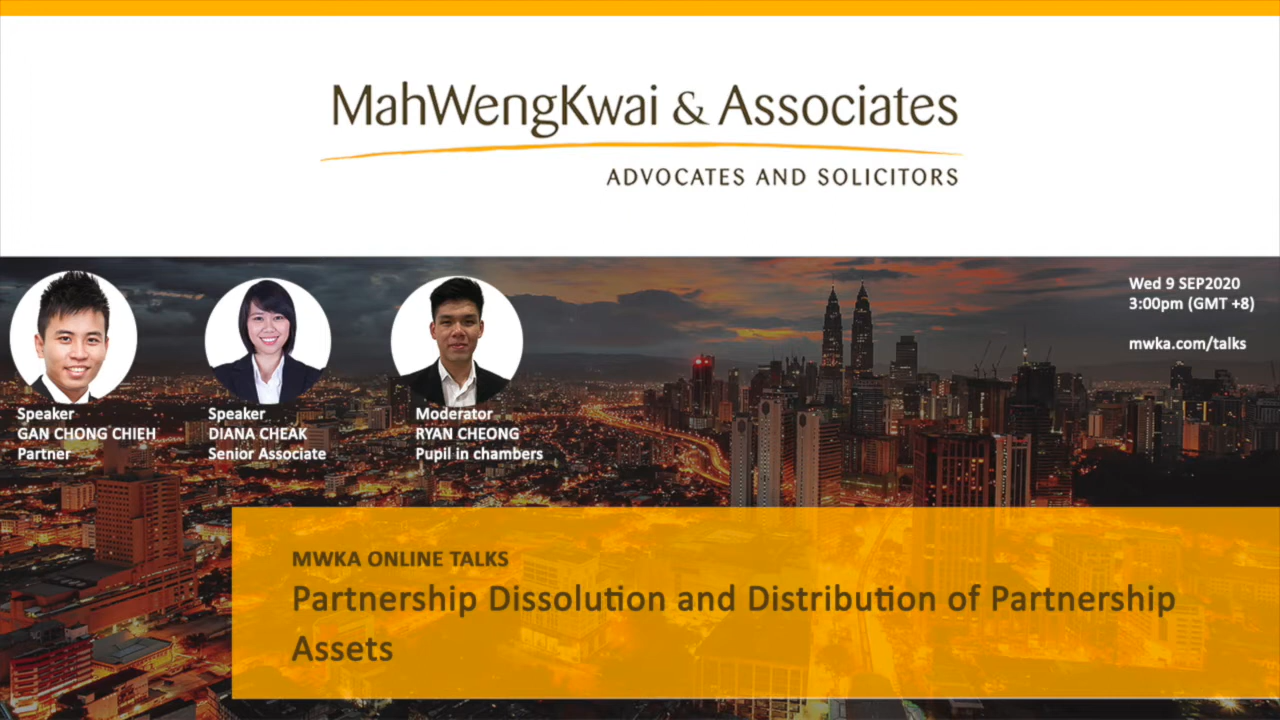 MahWengKwai & Associates
ADVOCATES AND SOLICITORS
Wed 9 SEP2020
3:00pm (GMT +8)
mwka.com/talks
Speaker
GAN CHONG CHIEH
Partner
Speaker
DIANA CHEAK
Senior Associate
Moderator
RYAN CHEONG
Pupil in chambers
MWKA ONLINE TALKS
Partnership Dissolution and Distribution of Partnership
Assets